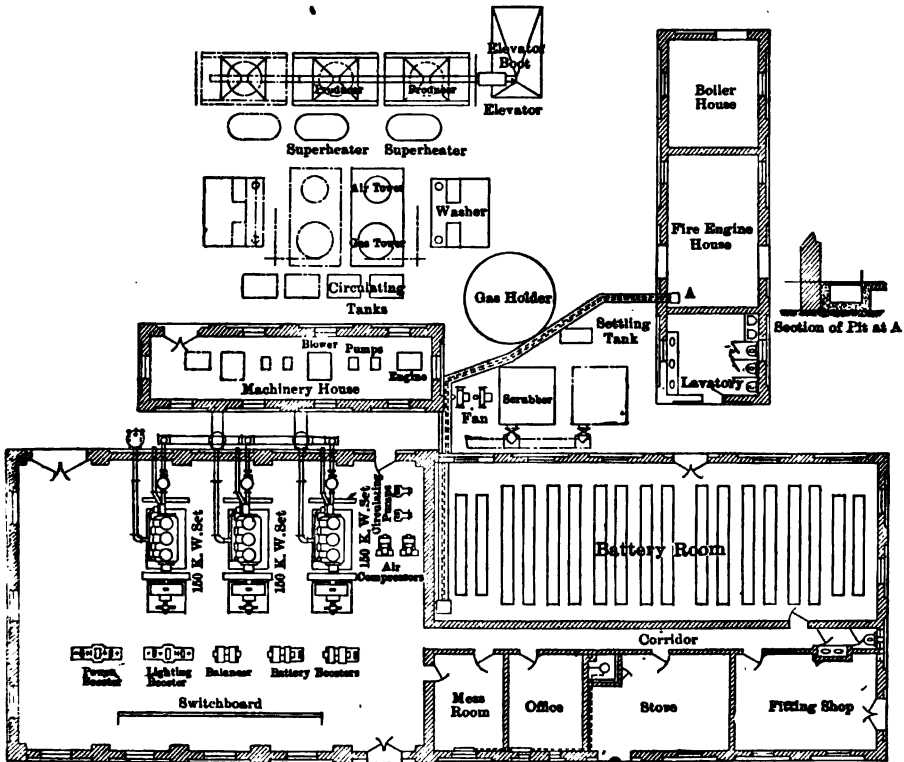 Elevator
Boot
Elevator
Producer
Producer
Boiler
House
Superheater
Superheater
Air Tower
Washer
Gas Tower
Fire Engine
House
Circulating
Tanks
Gas Holder
A
Settling
Tank
Section of Pit at A
Blower
Pumps
Engine
Machinery House
Fan
Scrubber
Lavatory
150 K. W. Set
150 K. W. Set
150 K. W. Set
Circulating
Pumps
Air
Compressors
Battery Room
Corridor
Power
Booster
Lighting
Booster
Balancer
Battery Boosters
Switchboard
Mess
Room
Office
Store
Fitting Shop